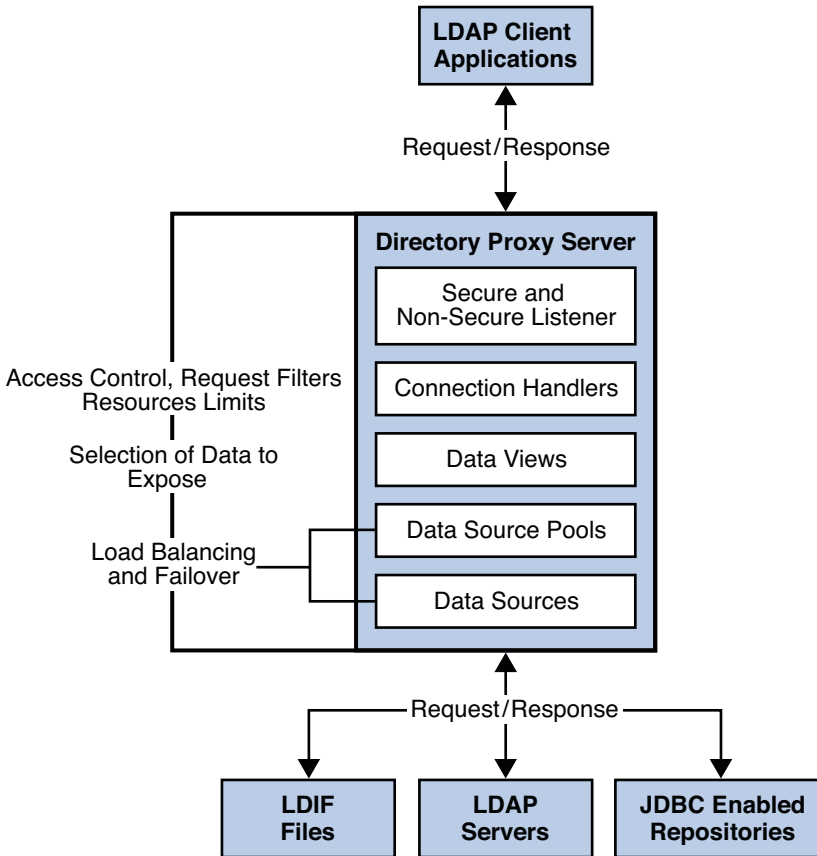 LDAP Client
Applications
Request/Response
Directory Proxy Server
Secure and
Non-Secure Listener
Access Control, Request Filters
Resources Limits
Connection Handlers
Selection of Data to
Expose
Data Views
Load Balancing
and Failover
Data Source Pools
Data Sources
Request/Response
LDIF
Files
LDAP
Servers
JDBC Enabled
Repositories